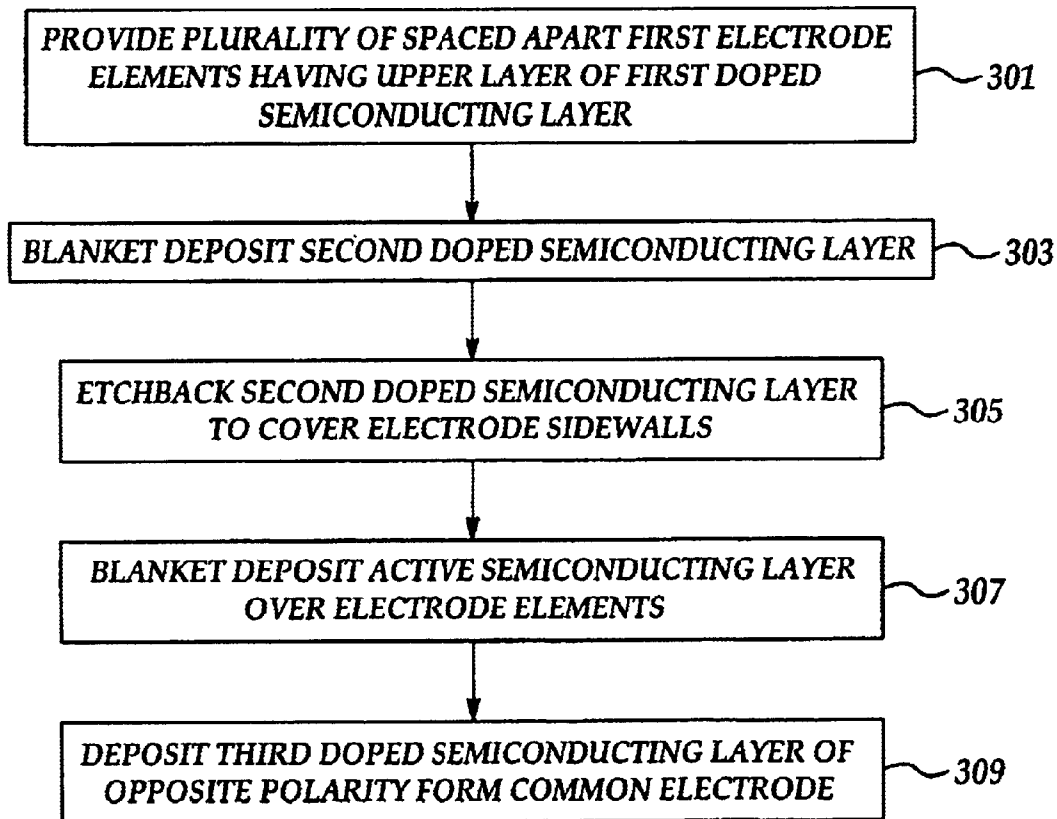 PROVIDE PLURALITY OF SPACED APART FIRST ELECTRODE
ELEMENTS HAVING UPPER LAYER OF FIRST DOPED
SEMICONDUCTING LAYER
301
BLANKET DEPOSIT SECOND DOPED SEMICONDUCTING LAYER
303
ETCHBACK SECOND DOPED SEMICONDUCTING LAYER
TO COVER ELECTRODE SIDEWALLS
305
BLANKET DEPOSIT ACTIVE SEMICONDUCTING LAYER
OVER ELECTRODE ELEMENTS
307
DEPOSIT THIRD DOPED SEMICONDUCTING LAYER OF
OPPOSITE POLARITY FORM COMMON ELECTRODE
309